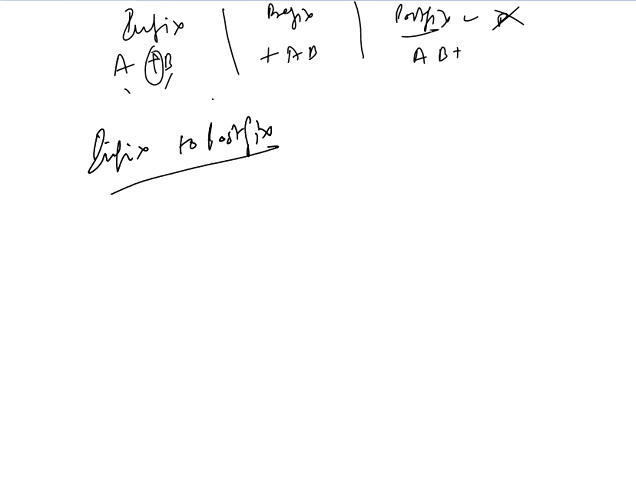 Infix Prefix Postfix
A + B + A B A B +
Infix to Postfix